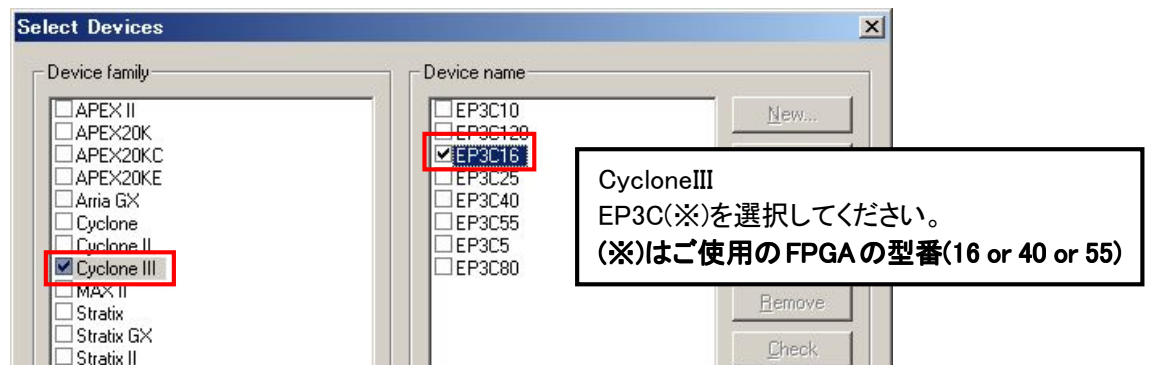 Select Devices
Device family
APEX II
APEX20K
APEX20KC
APEX20KE
Arria GX
Cyclone
Cyclone II
Cyclone III
MAX II
Stratix
Stratix GX
Stratix II
Device name
EP3C10
EP3C120
EP3C16
EP3C25
EP3C40
EP3C55
EP3C5
EP3C80
New...
Remove
Check
CycloneⅢ
EP3C(※)を選択してください。
(※)はご使用のFPGAの型番(16 or 40 or 55)